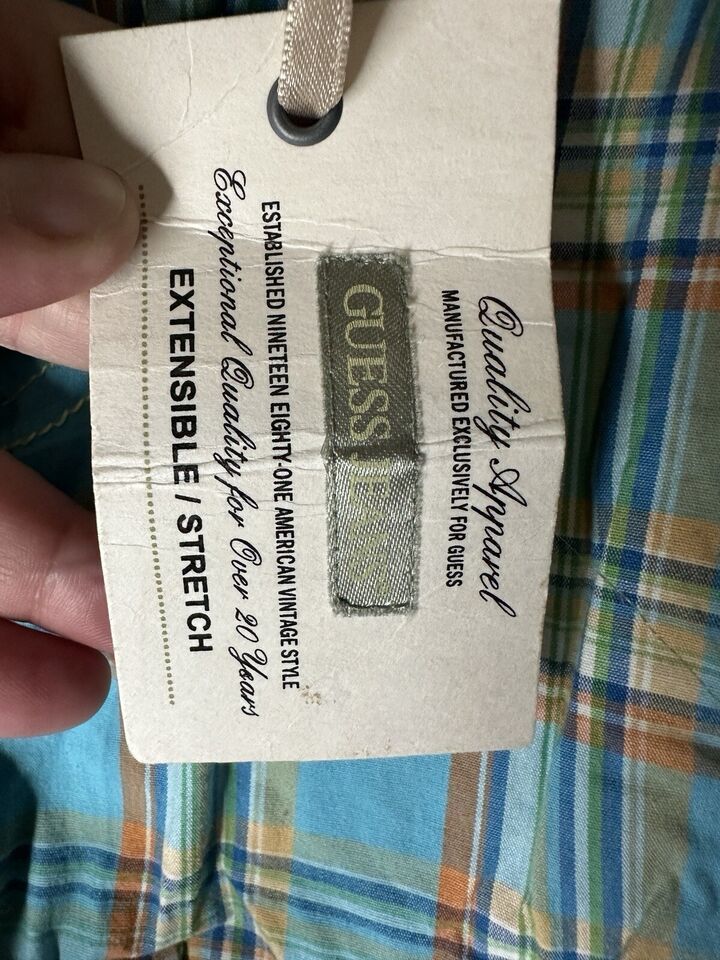 Quality Apparel
MANUFACTURED EXCLUSIVELY FOR GUESS
GUESS JEANS
ESTABLISHED NINETEEN EIGHTY-ONE AMERICAN VINTAGE STYLE
Exceptional Quality for Over 20 Years
EXTENSIBLE / STRETCH